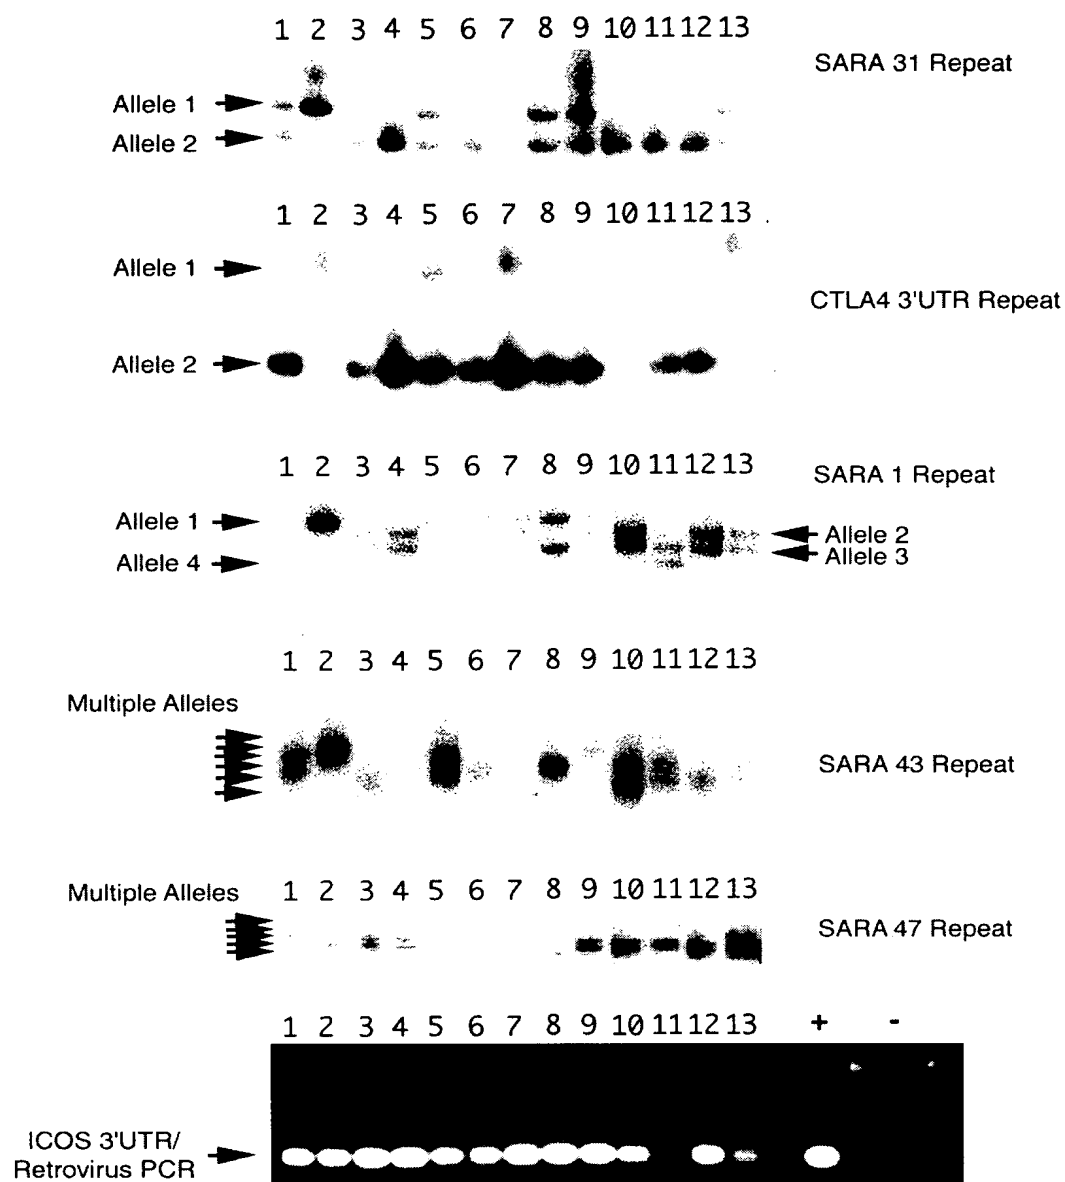 1 2 3 4 5 6 7 8 9 10 11 12 13
SARA 31 Repeat
Allele 1
Allele 2
1 2 3 4 5 6 7 8 9 10 11 12 13
Allele 1
CTLA4 3'UTR Repeat
Allele 2
1 2 3 4 5 6 7 8 9 10 11 12 13
SARA 1 Repeat
Allele 1
Allele 2
Allele 3
Allele 4
1 2 3 4 5 6 7 8 9 10 11 12 13
Multiple Alleles
SARA 43 Repeat
Multiple Alleles
1 2 3 4 5 6 7 8 9 10 11 12 13
SARA 47 Repeat
1 2 3 4 5 6 7 8 9 10 11 12 13 + -
ICOS 3'UTR/
Retrovirus PCR